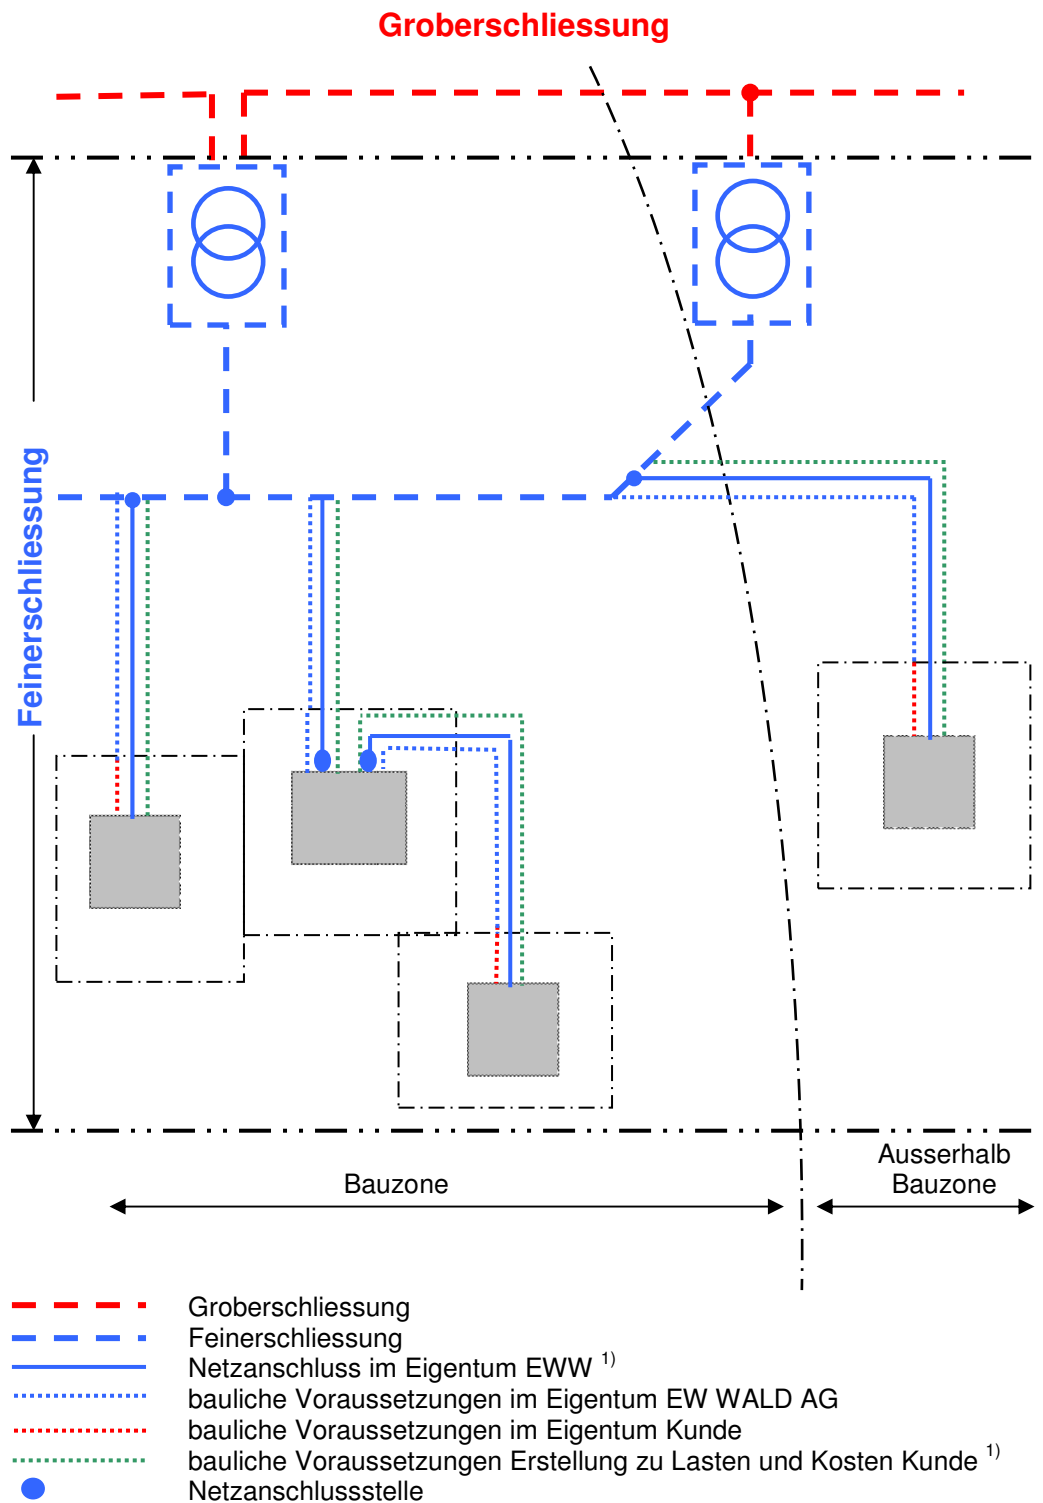 Groberschliessung
Feinerschliessung
Ausserhalb
Bauzone
Bauzone
Groberschliessung
Feinerschliessung
Netzanschluss im Eigentum EWW 1)
bauliche Voraussetzungen im Eigentum EW WALD AG
bauliche Voraussetzungen im Eigentum Kunde
bauliche Voraussetzungen Erstellung zu Lasten und Kosten Kunde 1)
Netzanschlussstelle